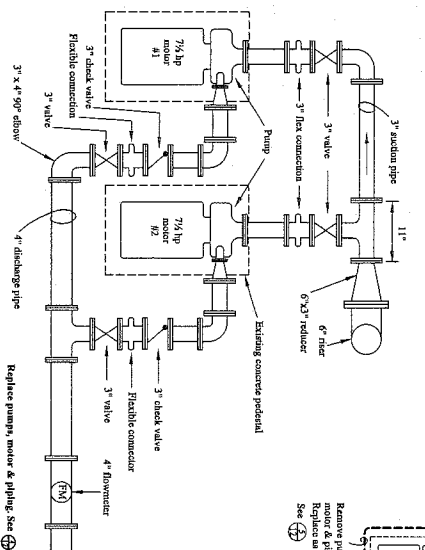 7½ hp
motor
#1
3" check valve
Flexible connection
3" valve
3" x 4" 90° elbow
4" discharge pipe
Pump
3" flex connection
3" valve
3" suction pipe
11"
7½ hp
motor
#2
6"x3" reducer
6" riser
Existing concrete pedestal
3" check valve
Flexible connector
3" valve
4" flowmeter
FM
Replace pumps, motor & piping. See
Remove
motor & pi
Replace as
See